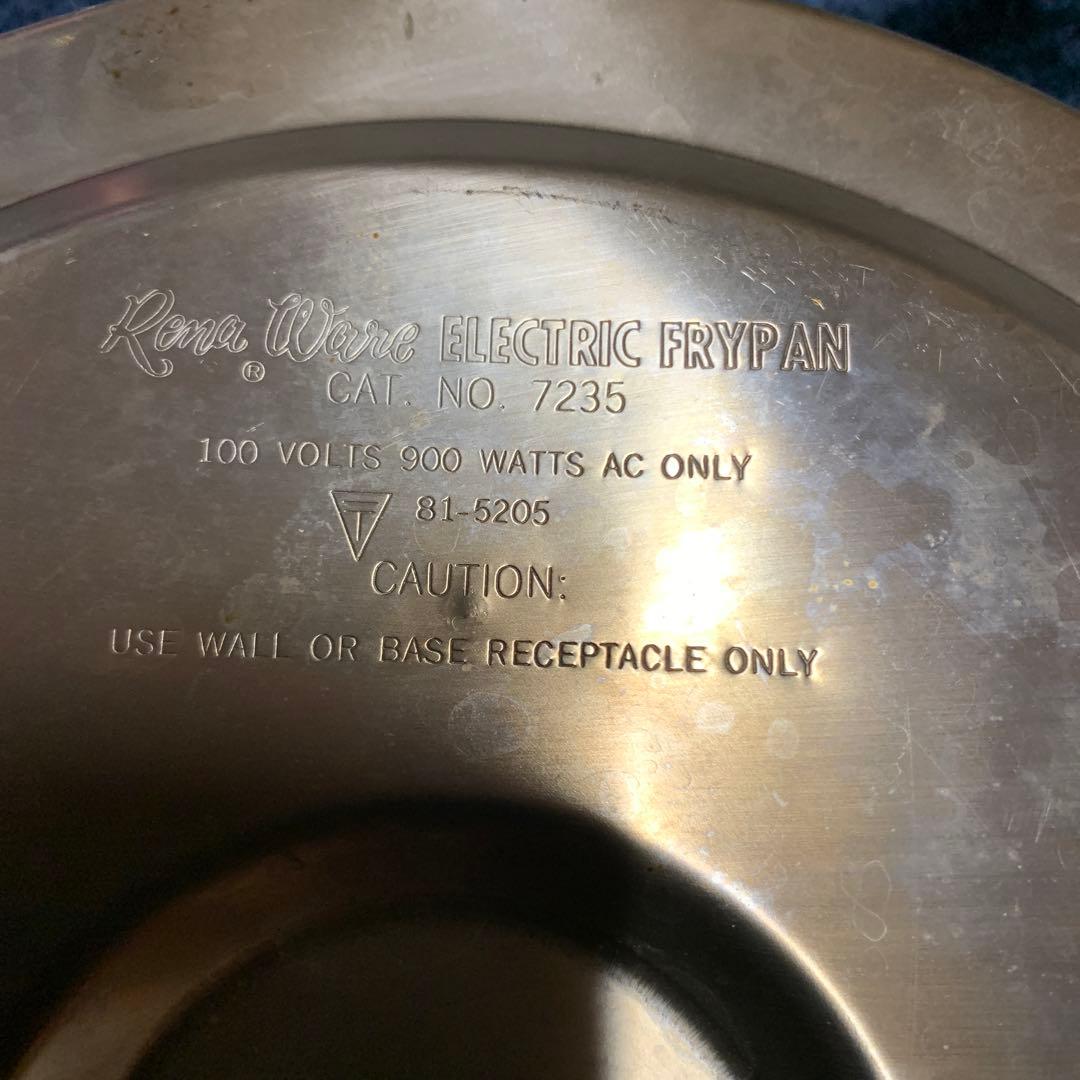 Rena Ware ® ELECTRIC FRYPAN
CAT. NO. 7235
100 VOLTS 900 WATTS AC ONLY
T 81-5205
CAUTION:
USE WALL OR BASE RECEPTACLE ONLY